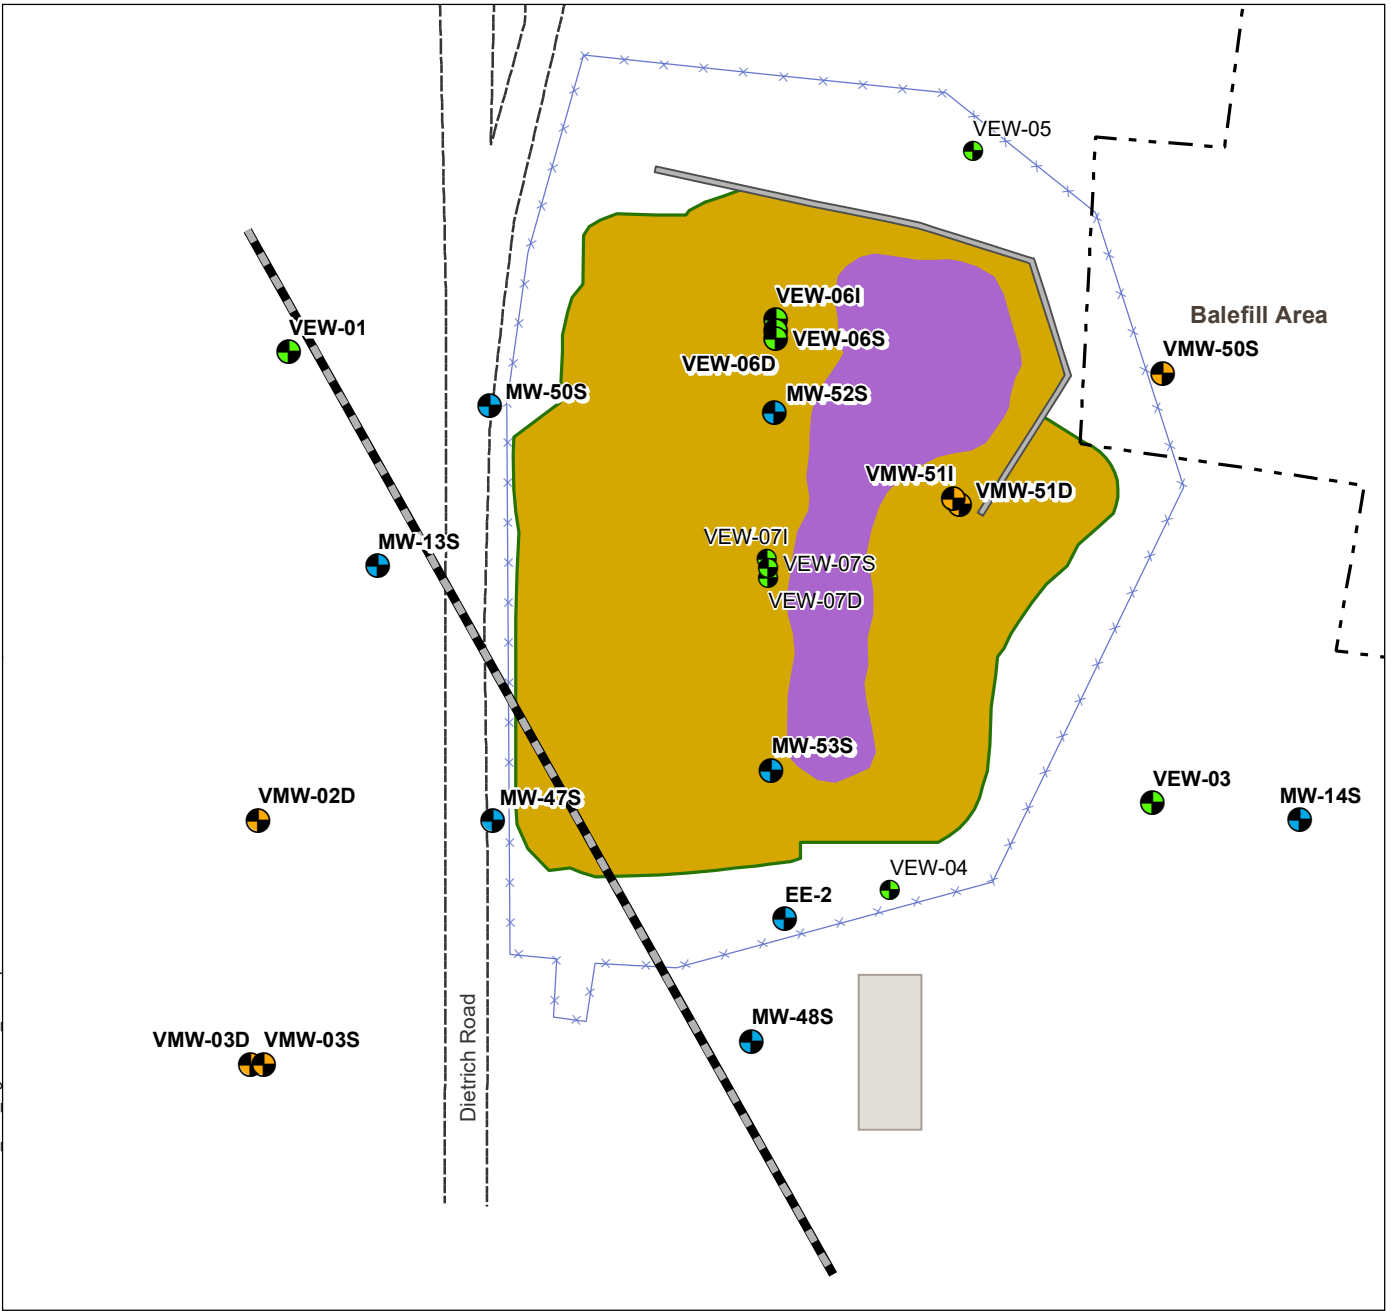 VEW-05
VEW-06I
Balefill Area
VEW-01
VEW-06S
VMW-50S
VEW-06D
MW-50S
MW-52S
VMW-51I
VMW-51D
VEW-07I
MW-13S
VEW-07S
VEW-07D
MW-53S
VEW-03
VMW-02D
MW-47S
MW-14S
VEW-04
EE-2
Dietrich Road
MW-48S
VMW-03D
VMW-03S